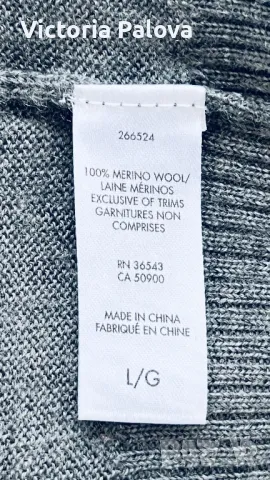 Victoria Palova
266524
100% MERINO WOOL/
LAINE MÉRINOS
EXCLUSIVE OF TRIMS
GARNITURES NON
COMPRISES
RN 36543
CA 50900
MADE IN CHINA
FABRIQUÉ EN CHINE
L/G
BAZAR